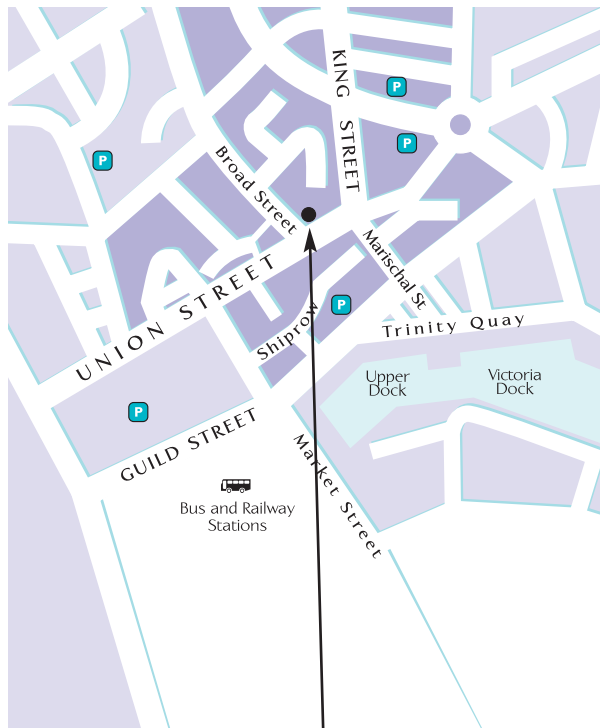 KING STREET
P
P
P
Broad Street
Marischal St
UNION STREET
P
Shiprow
Trinity Quay
Upper
Dock
Victoria
Dock
P
GUILD STREET
Market Street
Bus and Railway
Stations